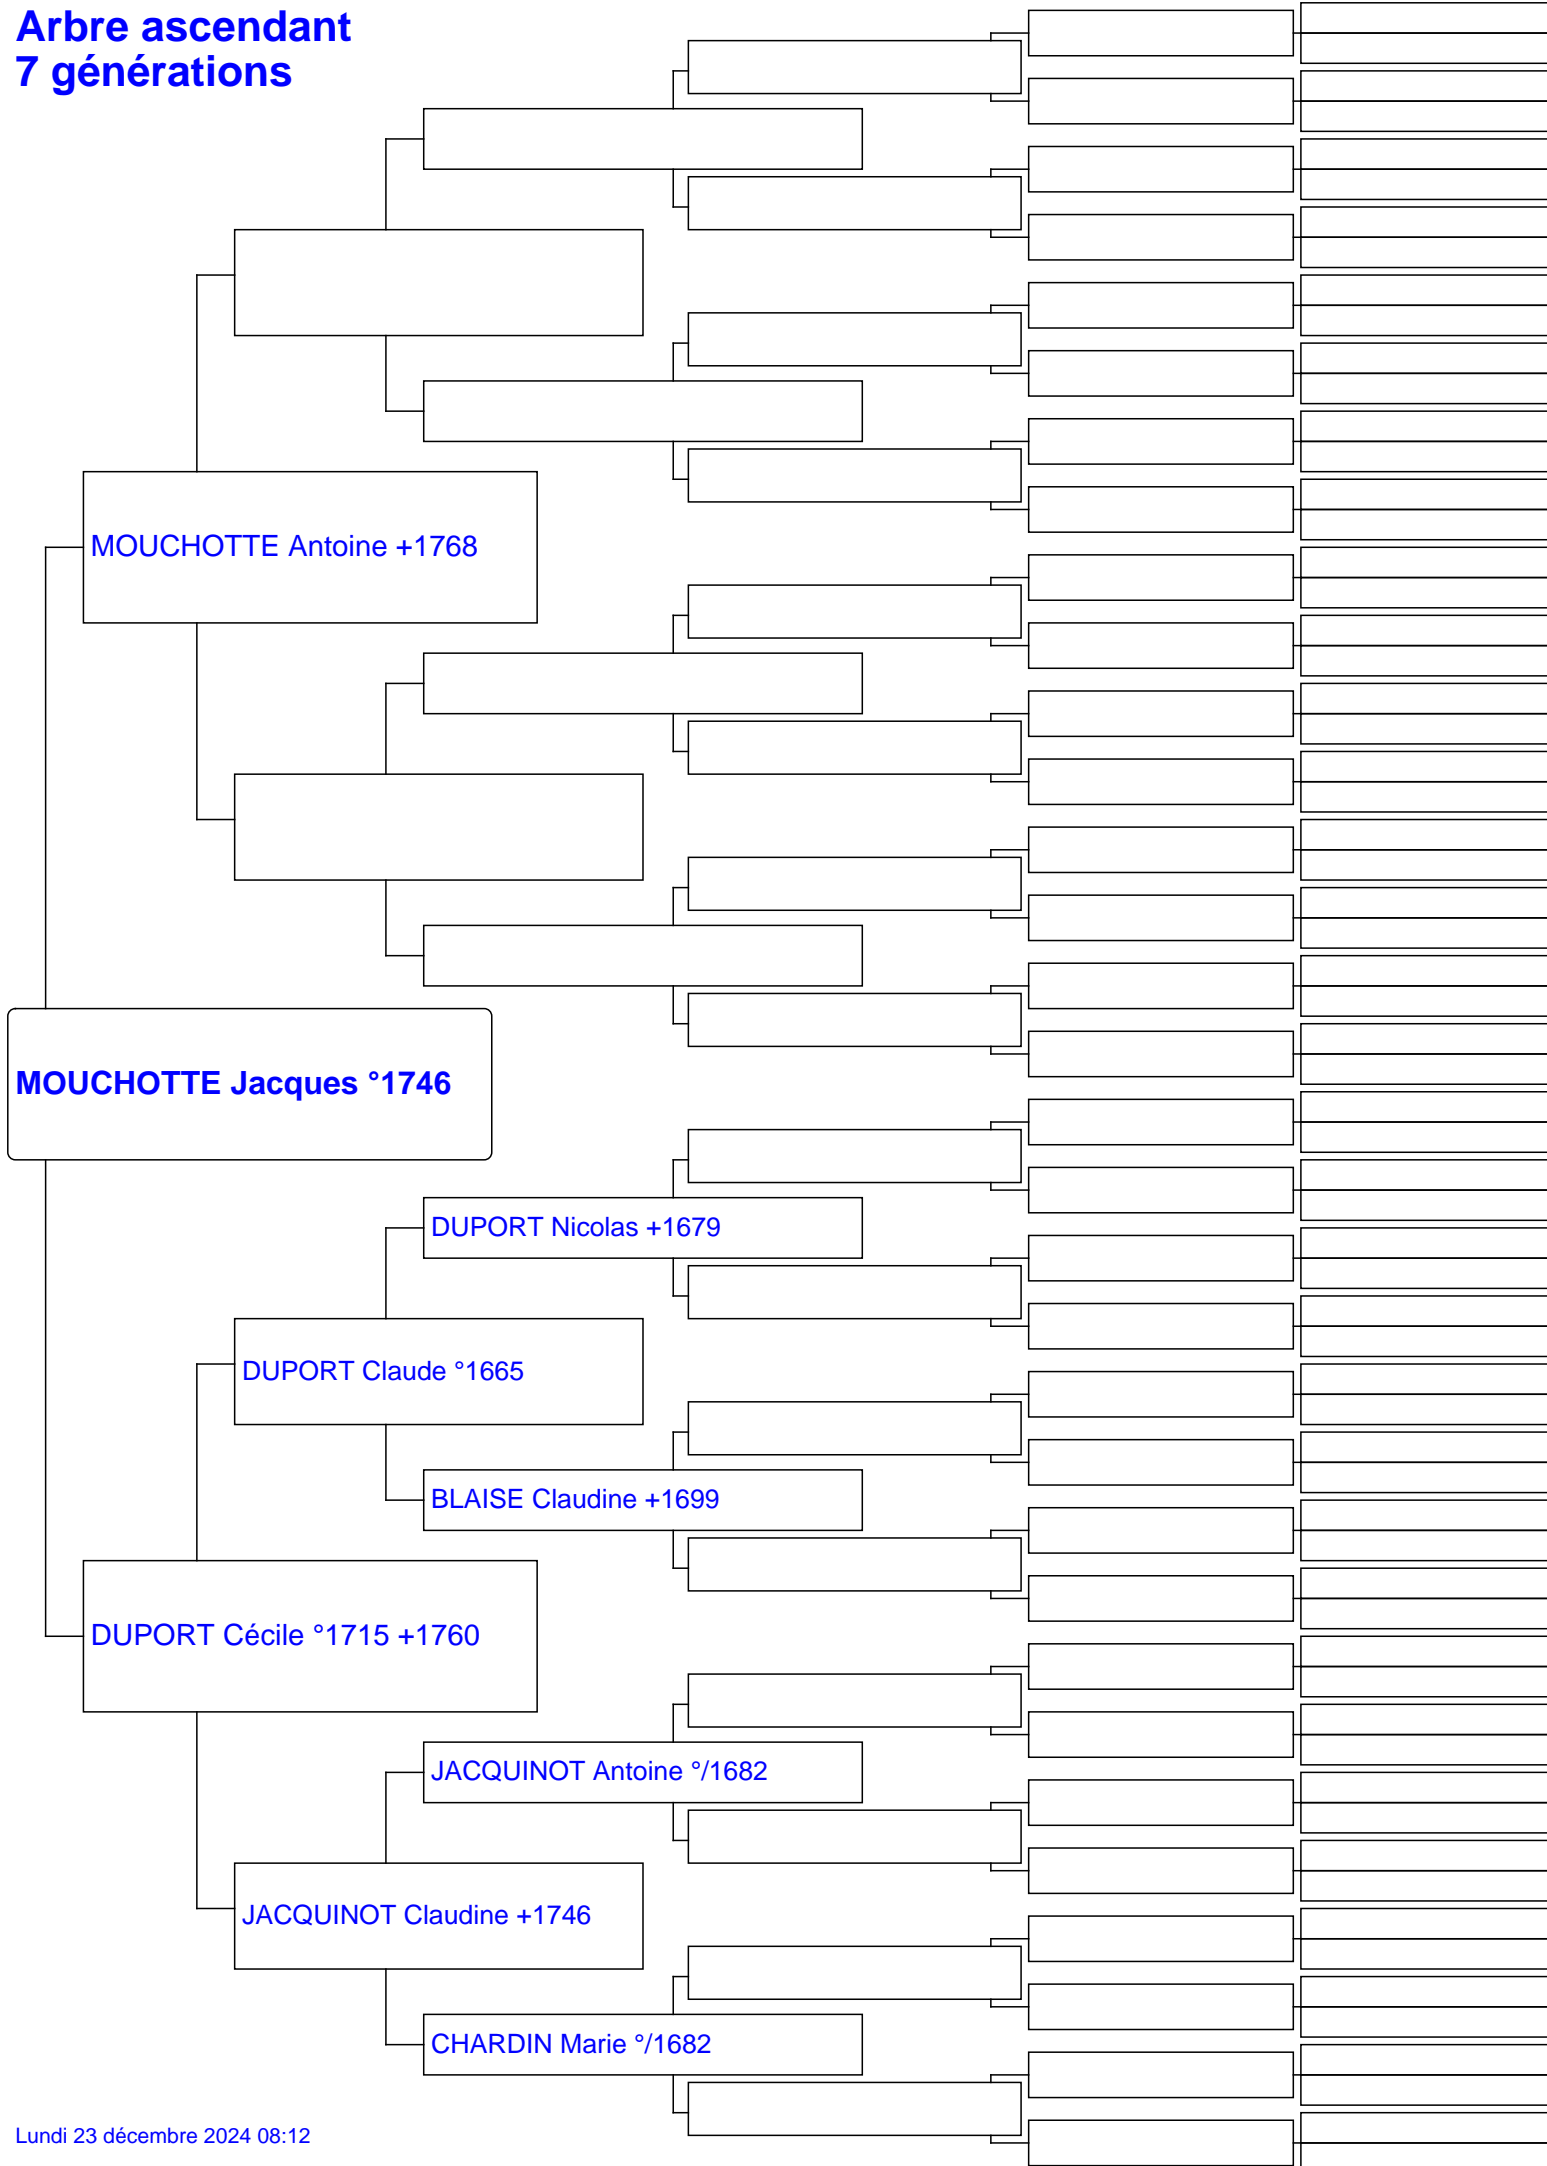 Arbre ascendant
7 générations
MOUCHOTTE Antoine +1768
MOUCHOTTE Jacques °1746
DUPORT Nicolas +1679
DUPORT Claude °1665
BLAISE Claudine +1699
DUPORT Cécile °1715 +1760
JACQUINOT Antoine °/1682
JACQUINOT Claudine +1746
CHARDIN Marie °/1682
Lundi 23 décembre 2024 08:12